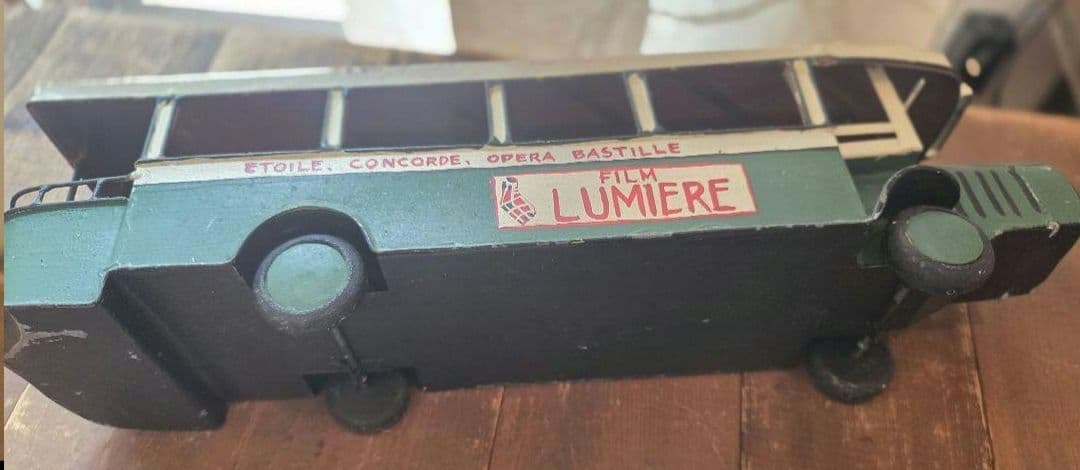 ETOILE. CONCORDE, OPERA BASTILLE
FILM
LUMIERE